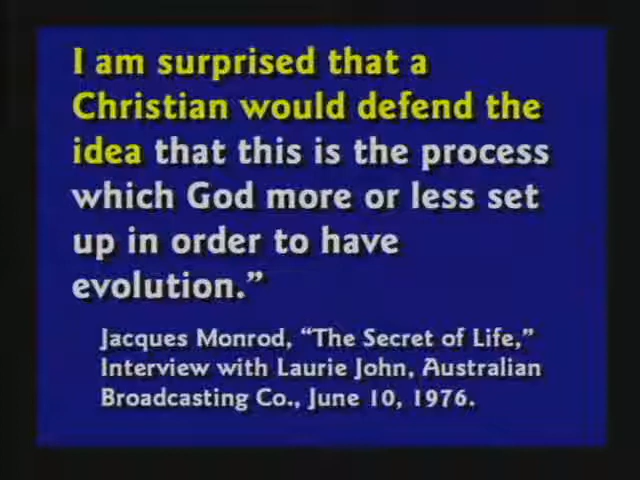 I am surprised that a
Christian would defend the
idea that this is the process
which God more or less set
up in order to have
evolution.”
Jacques Monrod, “The Secret of Life,”
Interview with Laurie John, Australian
Broadcasting Co., June 10, 1976.